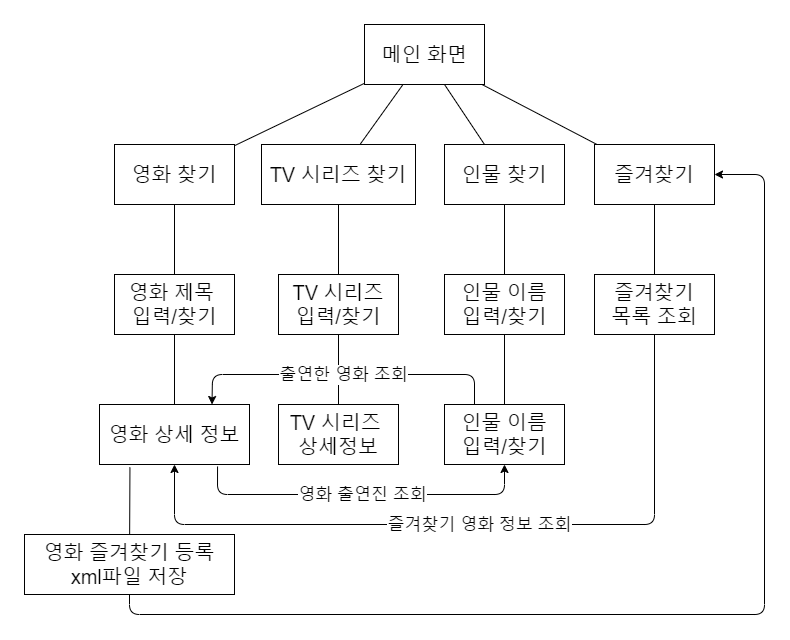 메인 화면
영화 찾기
TV 시리즈 찾기
인물 찾기
즐겨찾기
영화 제목
입력/찾기
TV 시리즈
입력/찾기
인물 이름
입력/찾기
즐겨찾기
목록 조회
출연한 영화 조회
영화 상세 정보
TV 시리즈
상세정보
인물 이름
입력/찾기
영화 출연진 조회
즐겨찾기 영화 정보 조회
영화 즐겨찾기 등록
xml파일 저장